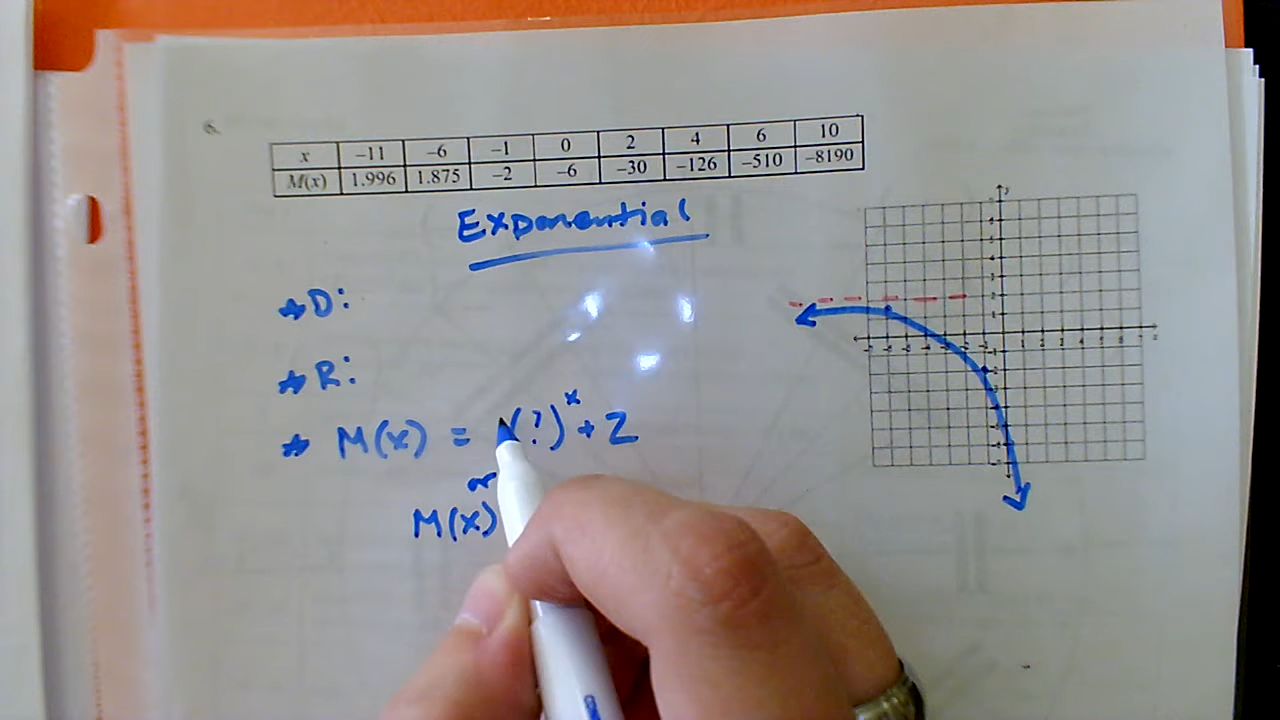 6.
x –11 –6 –1 0 2 4 6 10
M(x) 1.996 1.875 –2 –6 –30 –126 –510 –8190
Exponential
D:
R:
M(x) = (?)^x + 2
or
M(x)
y